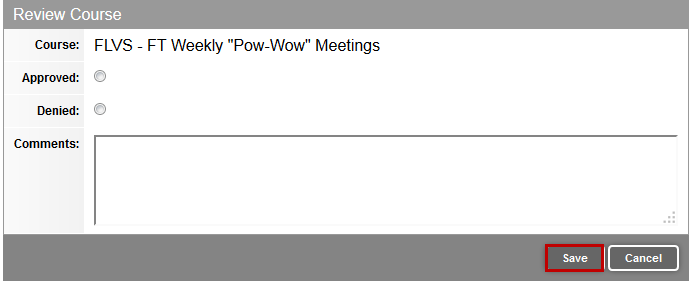 Review Course
Course: FLVS - FT Weekly "Pow-Wow" Meetings
Approved:
Denied:
Comments:
Save Cancel